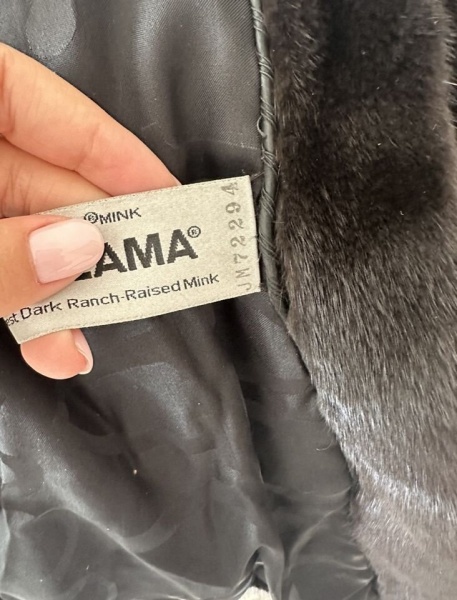 ®MINK
AMA®
Dark Ranch-Raised Mink
JM72294